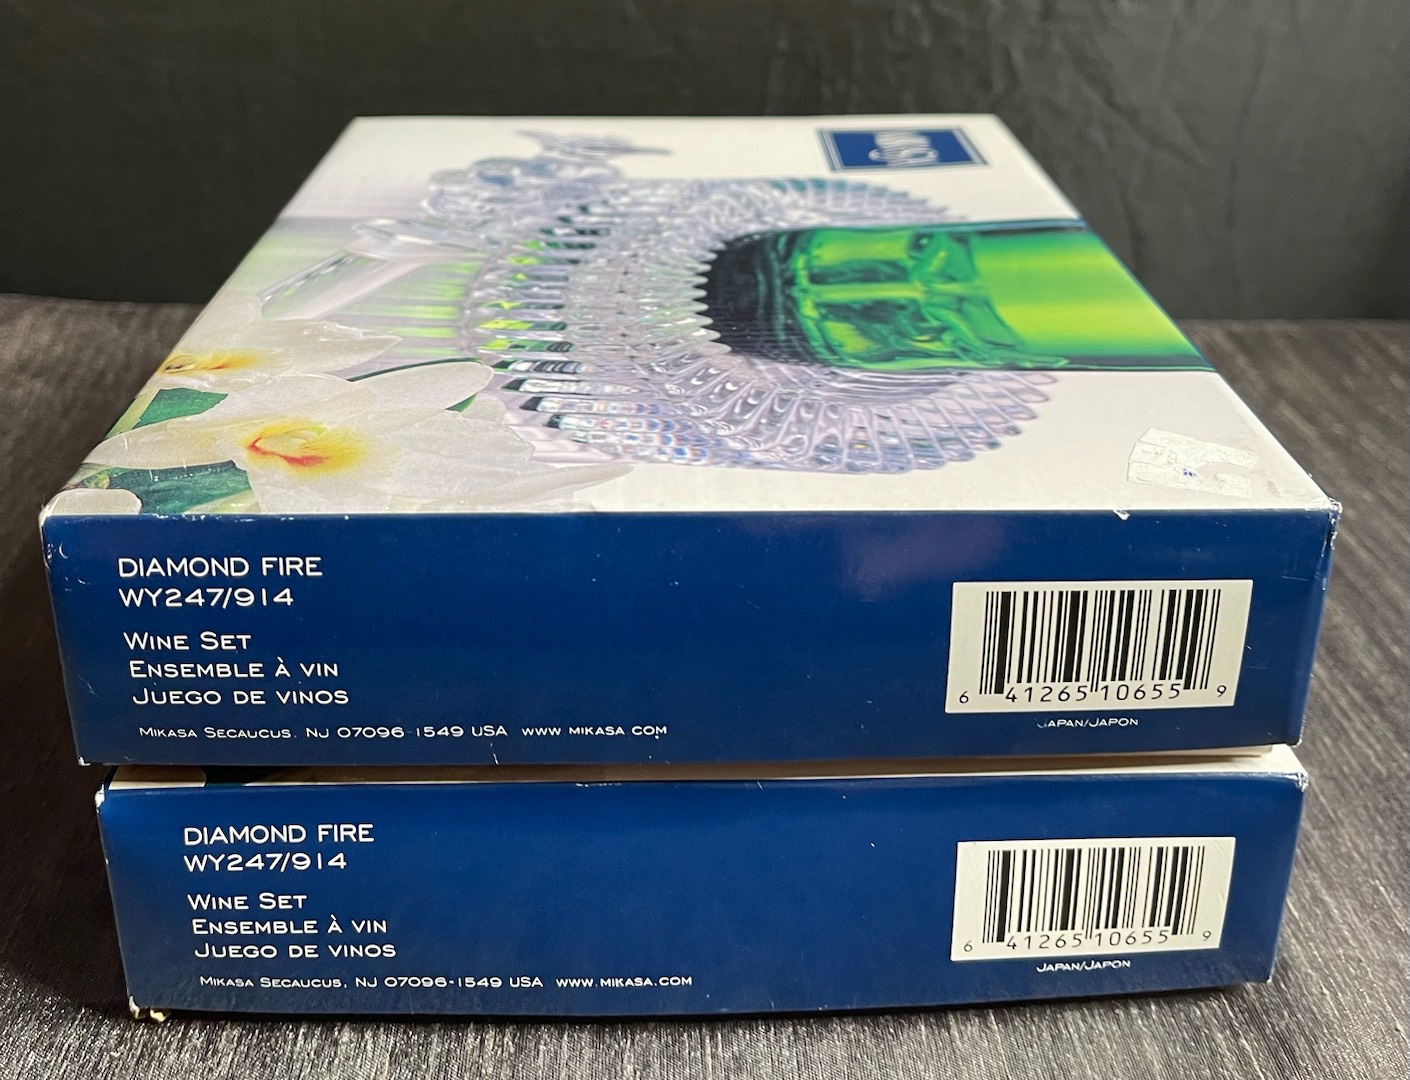 MIKASA
DIAMOND FIRE
WY247/914
WINE SET
ENSEMBLE À VIN
JUEGO DE VINOS
MIKASA SECAUCUS, NJ 07096-1549 USA WWW.MIKASA.COM
6 41265 10655 9
JAPAN/JAPON
DIAMOND FIRE
WY247/914
WINE SET
ENSEMBLE À VIN
JUEGO DE VINOS
MIKASA SECAUCUS, NJ 07096-1549 USA WWW.MIKASA.COM
6 41265 10655 9
JAPAN/JAPON